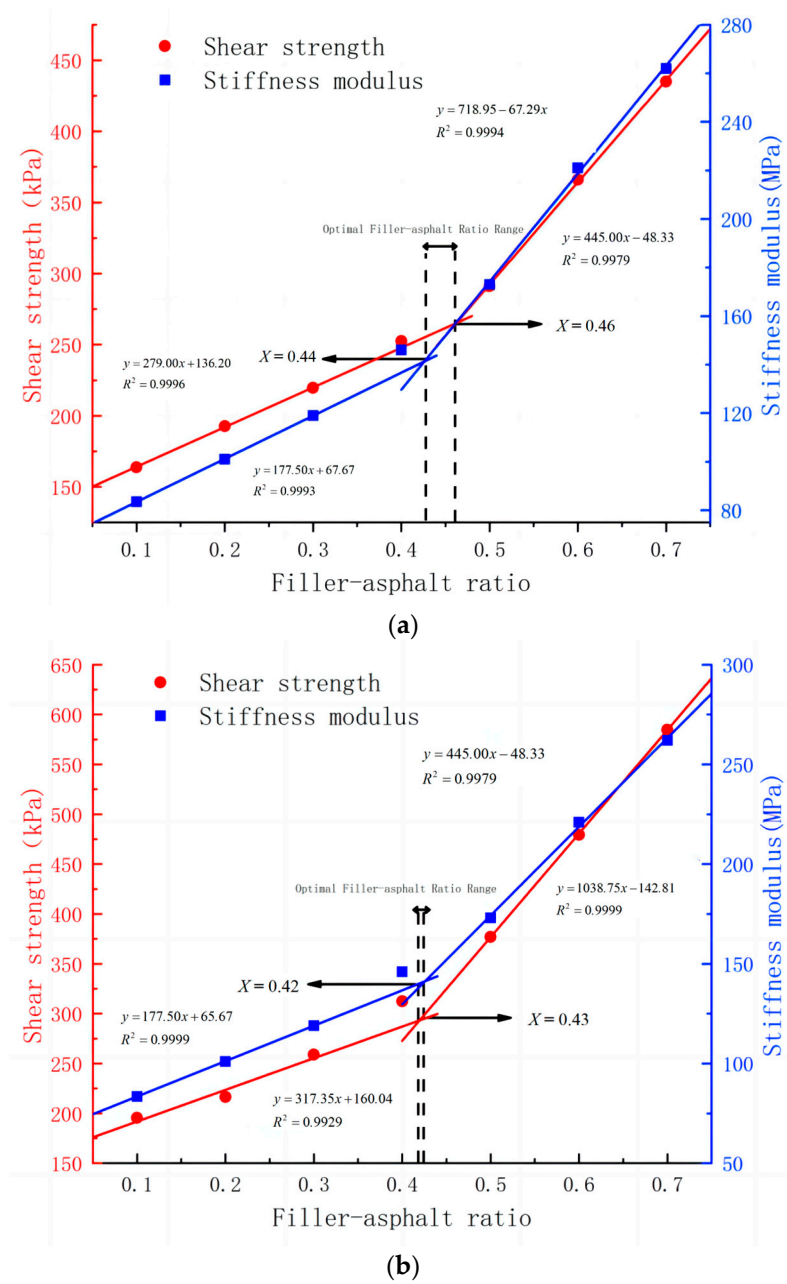 Shear strength
Stiffness modulus
y = 718.95 − 67.29x
R² = 0.9994
Optimal Filler-asphalt Ratio Range
y = 445.00x − 48.33
R² = 0.9979
X = 0.46
X = 0.44
y = 279.00x + 136.20
R² = 0.9996
y = 177.50x + 67.67
R² = 0.9993
450
400
350
300
250
200
150
Shear strength (kPa)
280
240
200
160
120
80
Stiffness modulus(MPa)
0.1 0.2 0.3 0.4 0.5 0.6 0.7
Filler-asphalt ratio
(a)
Shear strength
Stiffness modulus
y = 445.00x − 48.33
R² = 0.9979
Optimal Filler-asphalt Ratio Range
y = 1038.75x − 142.81
R² = 0.9999
X = 0.42
X = 0.43
y = 177.50x + 65.67
R² = 0.9999
y = 317.35x + 160.04
R² = 0.9929
650
600
550
500
450
400
350
300
250
200
150
Shear strength (kPa)
300
250
200
150
100
50
Stiffness modulus(MPa)
0.1 0.2 0.3 0.4 0.5 0.6 0.7
Filler-asphalt ratio
(b)